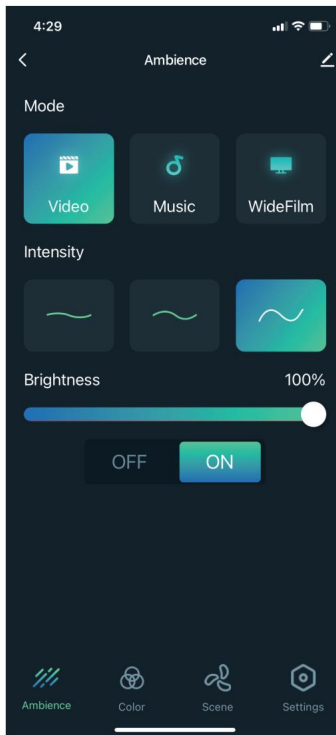 4:29
Ambience
Mode
Video Music WideFilm
Intensity
Brightness 100%
OFF ON
Ambience Color Scene Settings